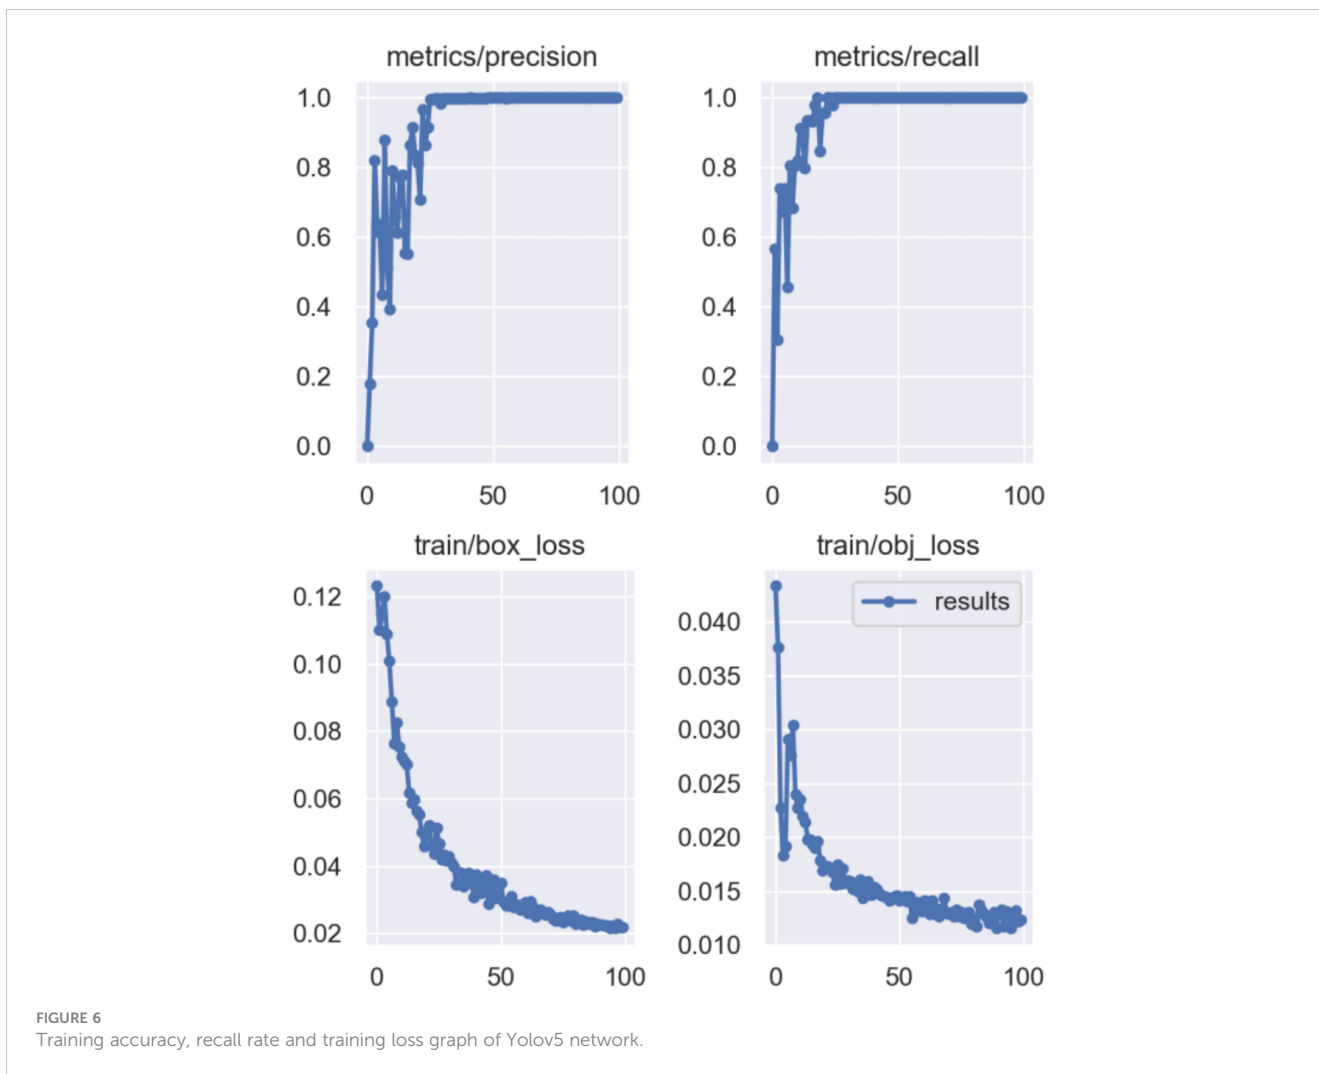 metrics/precision
1.0
0.8
0.6
0.4
0.2
0.0
0 50 100
metrics/recall
1.0
0.8
0.6
0.4
0.2
0.0
0 50 100
train/box_loss
0.12
0.10
0.08
0.06
0.04
0.02
0 50 100
train/obj_loss
results
0.040
0.035
0.030
0.025
0.020
0.015
0.010
0 50 100
FIGURE 6
Training accuracy, recall rate and training loss graph of Yolov5 network.